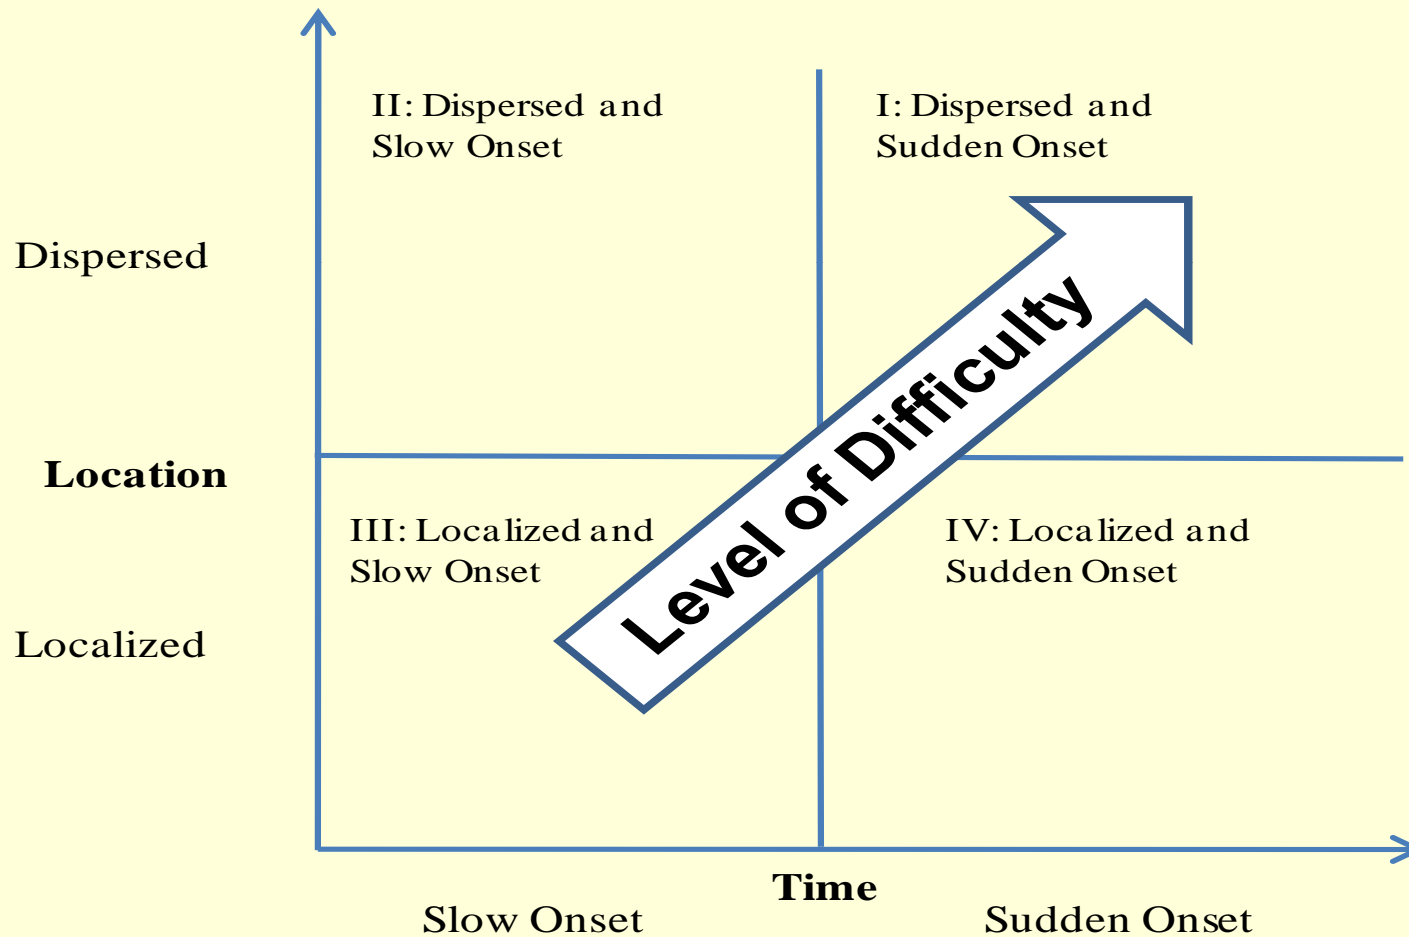 II: Dispersed and
Slow Onset
I: Dispersed and
Sudden Onset
Dispersed
Level of Difficulty
Location
III: Localized and
Slow Onset
IV: Localized and
Sudden Onset
Localized
Time
Slow Onset
Sudden Onset